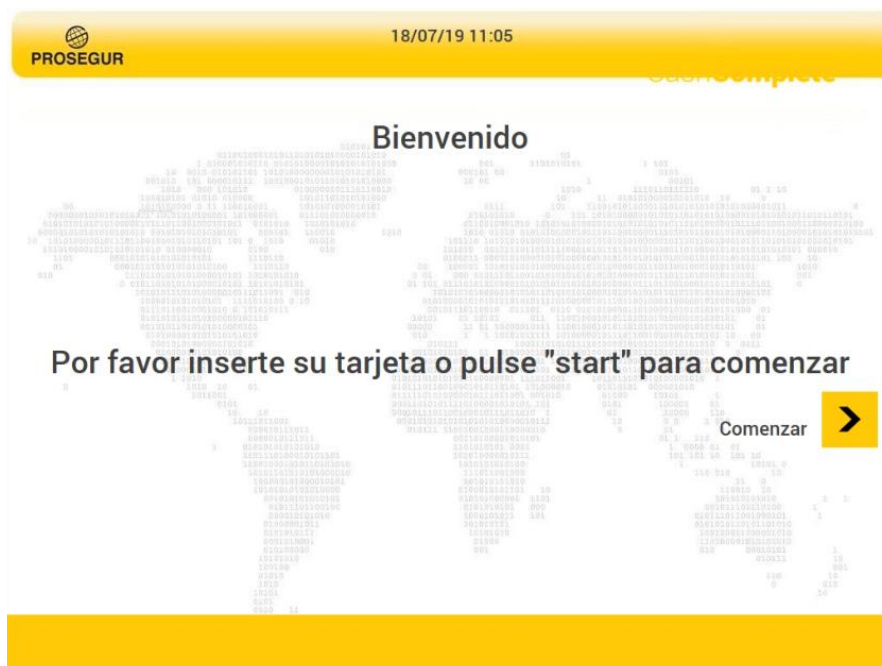 PROSEGUR
18/07/19 11:05
Bienvenido
Por favor inserte su tarjeta o pulse "start" para comenzar
Comenzar